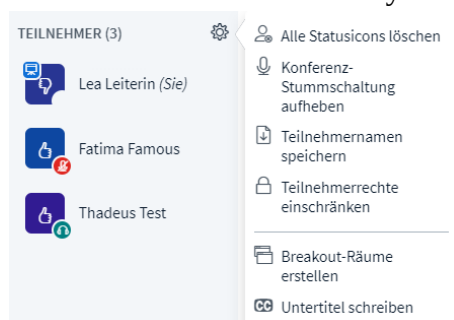 TEILNEHMER (3)
Lea Leiterin (Sie)
Fatima Famous
Thadeus Test
Alle Statusicons löschen
Konferenz-
Stummschaltung
aufheben
Teilnehmernamen
speichern
Teilnehmerrechte
einschränken
Breakout-Räume
erstellen
CC Untertitel schreiben